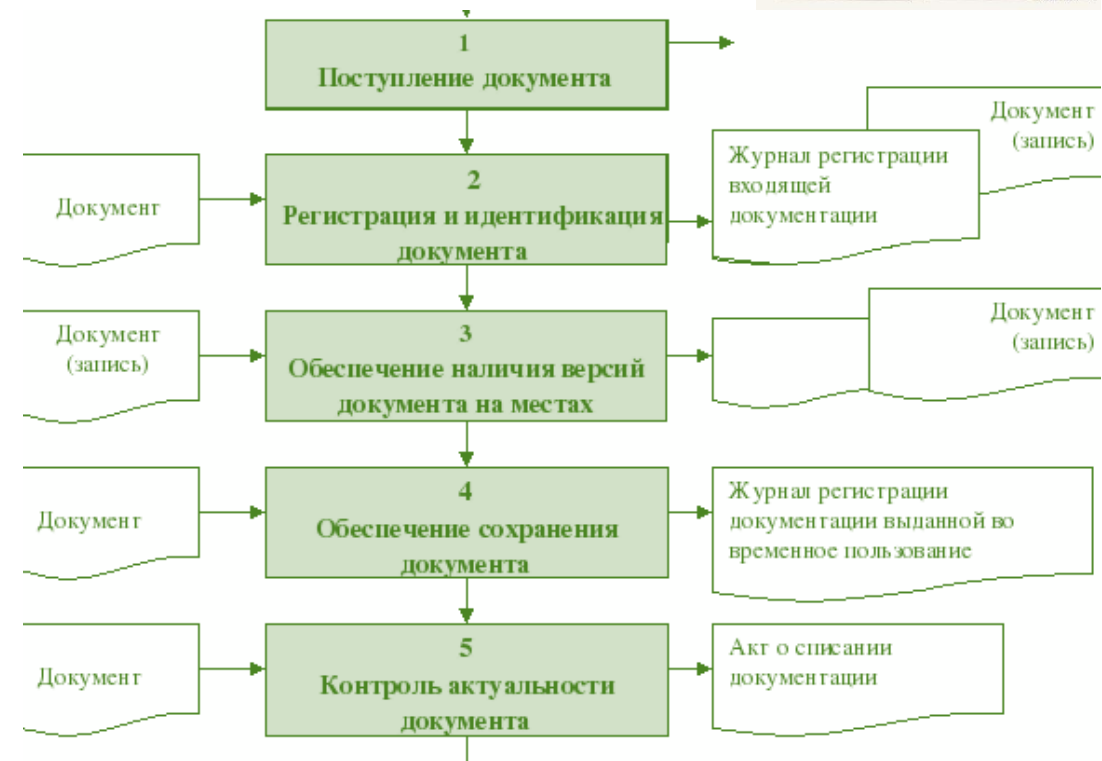 1
Поступление документа
Документ
(запись)
Журнал регистрации
входящей
документации
2
Регистрация и идентификация
документа
Документ
Документ
(запись)
3
Обеспечение наличия версий
документа на местах
Документ
(запись)
4
Обеспечение сохранения
документа
Документ
Журнал регистрации
документации выданной во
временное пользование
5
Контроль актуальности
документа
Документ
Акт о списании
документации